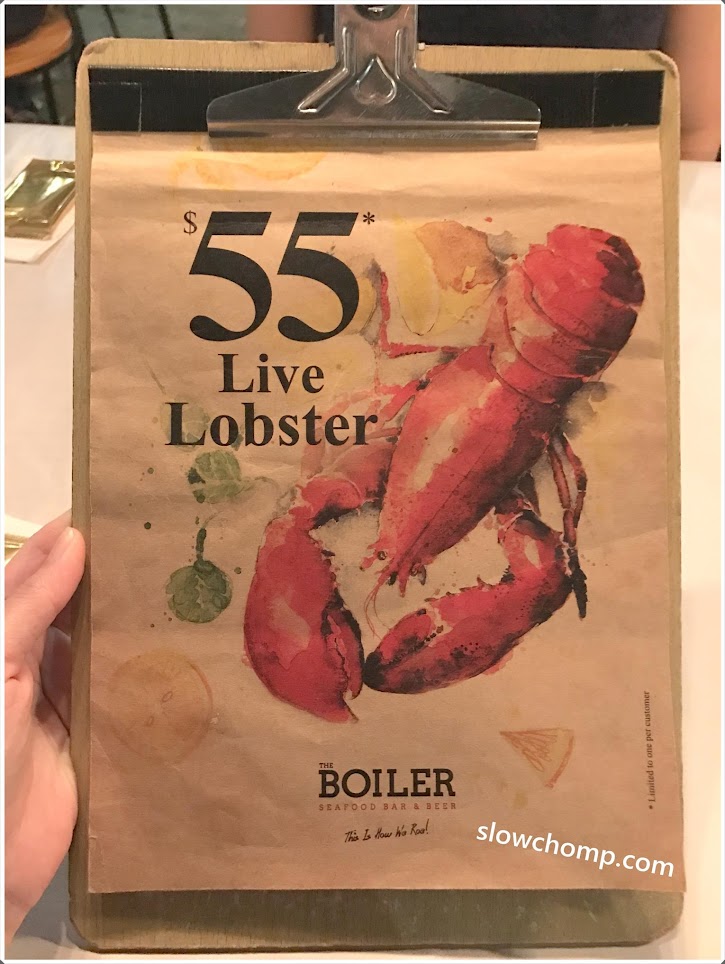 $55*
Live
Lobster
* Limited to one per customer
THE
BOILER
SEAFOOD BAR & BEER
This Is How We Roll!
slowchomp.com